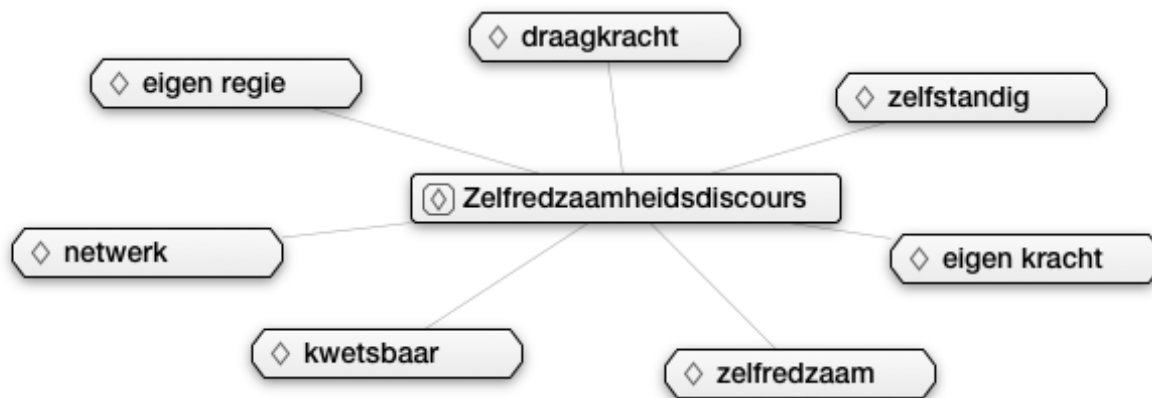 draagkracht
eigen regie
zelfstandig
Zelfredzaamheidsdiscours
netwerk
eigen kracht
kwetsbaar
zelfredzaam